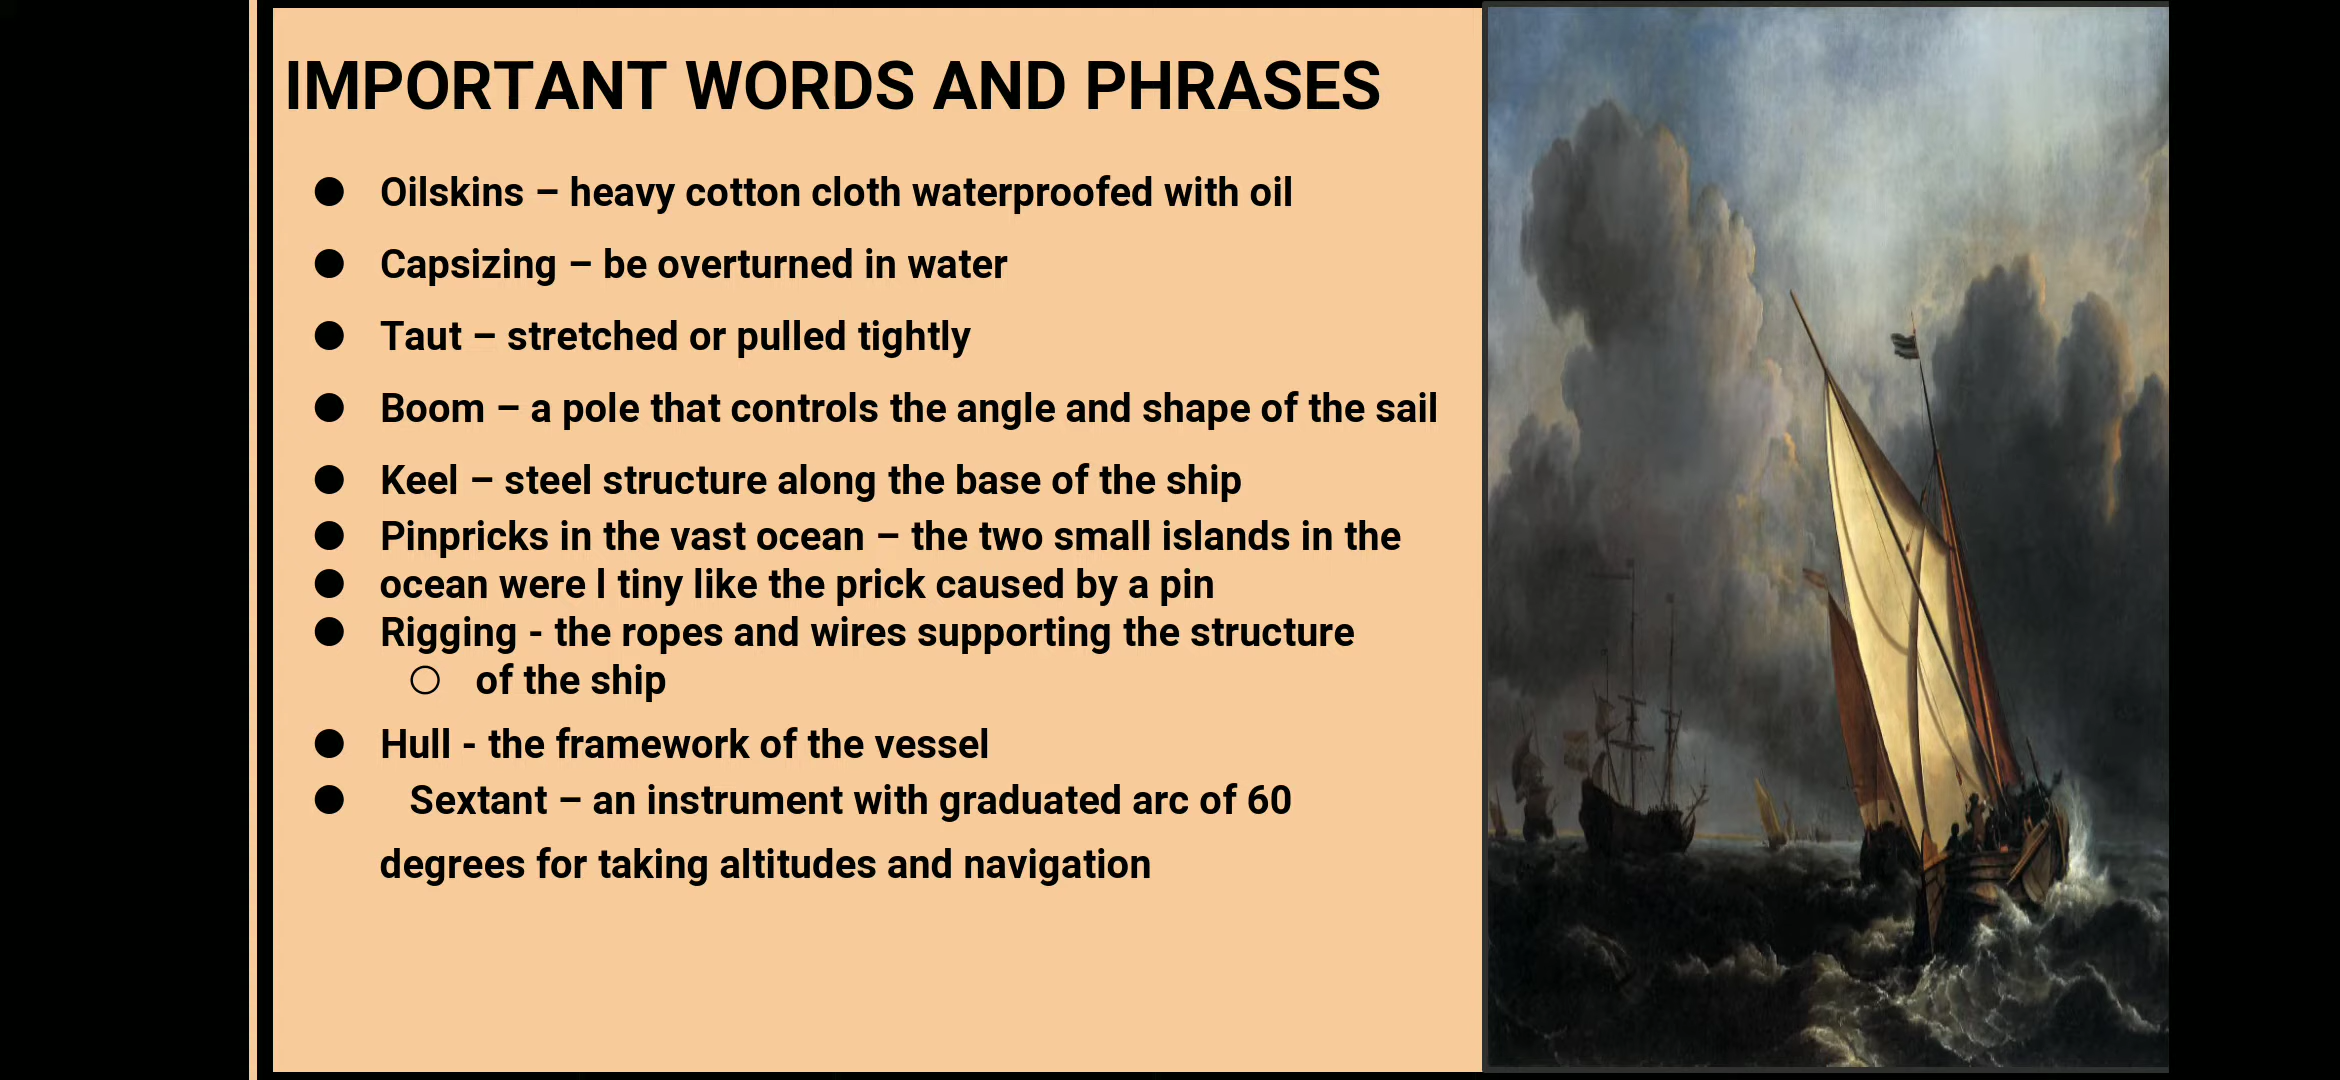 IMPORTANT WORDS AND PHRASES
● Oilskins – heavy cotton cloth waterproofed with oil
● Capsizing – be overturned in water
● Taut – stretched or pulled tightly
● Boom – a pole that controls the angle and shape of the sail
● Keel – steel structure along the base of the ship
● Pinpricks in the vast ocean – the two small islands in the
● ocean were l tiny like the prick caused by a pin
● Rigging - the ropes and wires supporting the structure
○ of the ship
● Hull - the framework of the vessel
● Sextant – an instrument with graduated arc of 60
degrees for taking altitudes and navigation